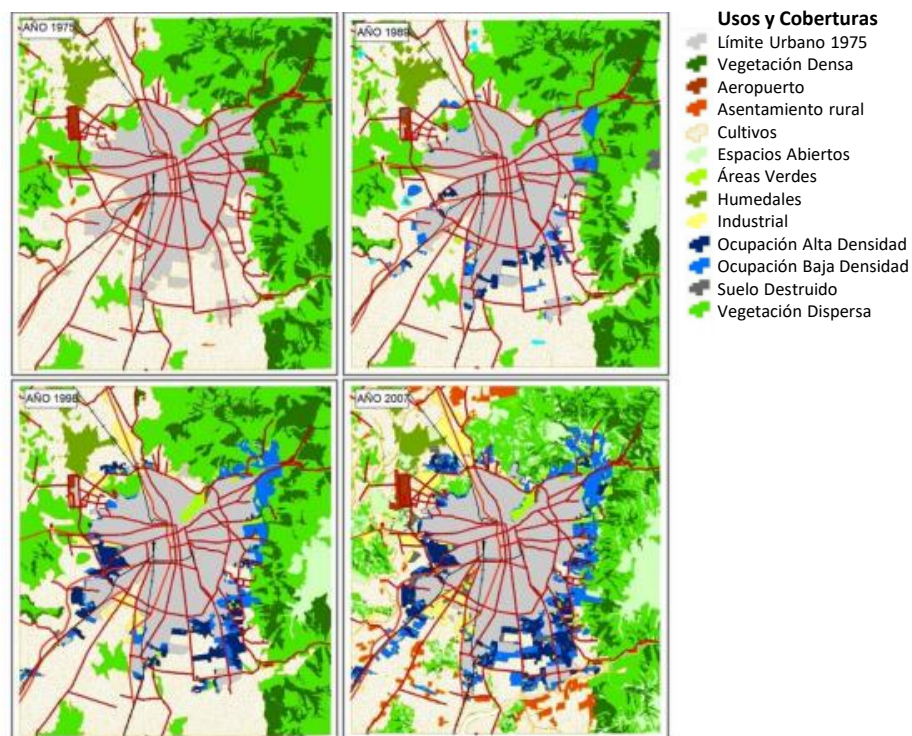 AÑO 1975
AÑO 1989
AÑO 1998
AÑO 2007
Usos y Coberturas
Límite Urbano 1975
Vegetación Densa
Aeropuerto
Asentamiento rural
Cultivos
Espacios Abiertos
Áreas Verdes
Humedales
Industrial
Ocupación Alta Densidad
Ocupación Baja Densidad
Suelo Destruido
Vegetación Dispersa